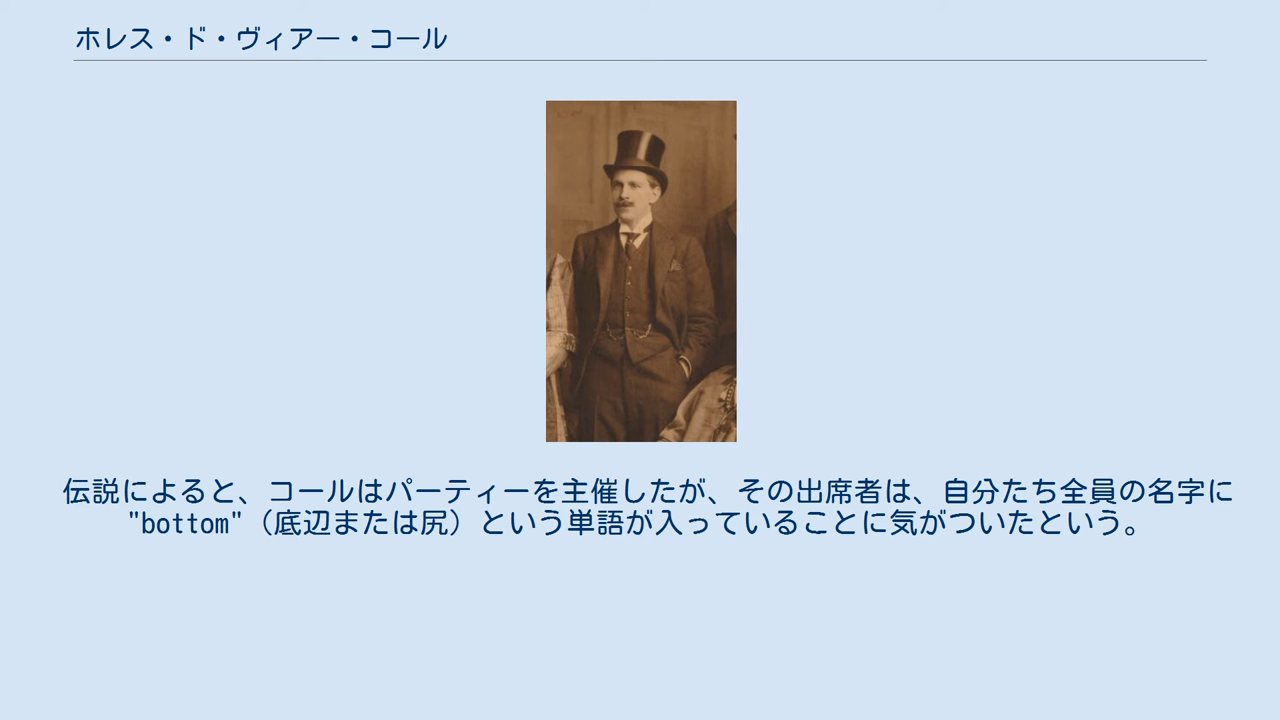 ホレス・ド・ヴィアー・コール
伝説によると、コールはパーティーを主催したが、その出席者は、自分たち全員の名字に
"bottom"（底辺または尻）という単語が入っていることに気がついたという。